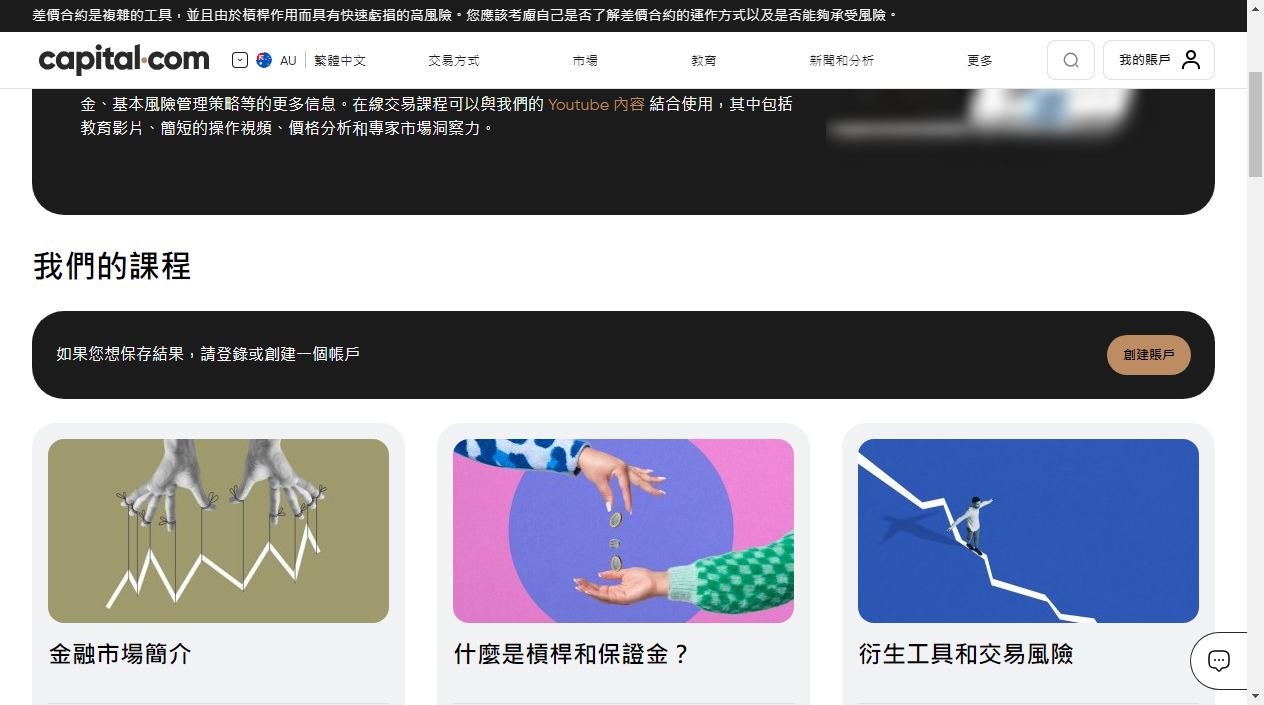 差價合約是複雜的工具，並且由於槓桿作用而具有快速虧損的高風險。您應該考慮自己是否了解差價合約的運作方式以及是否能夠承受風險。
capital.com
AU
繁體中文
交易方式
市場
教育
新聞和分析
更多
我的賬戶
金、基本風險管理策略等的更多信息。在線交易課程可以與我們的 Youtube 內容 結合使用，其中包括
教育影片、簡短的操作視頻、價格分析和專家市場洞察力。
我們的課程
如果您想保存結果，請登錄或創建一個帳戶
創建賬戶
金融市場簡介
什麼是槓桿和保證金？
衍生工具和交易風險